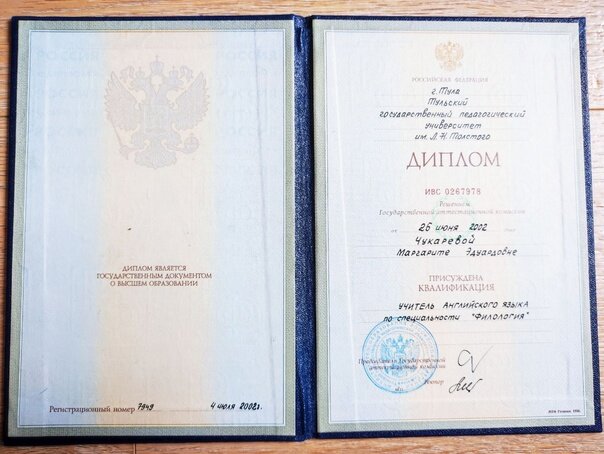 ДИПЛОМ ЯВЛЯЕТСЯ
ГОСУДАРСТВЕННЫМ ДОКУМЕНТОМ
О ВЫСШЕМ ОБРАЗОВАНИИ
Регистрационный номер 7949 4 июля 2002г.
РОССИЙСКАЯ ФЕДЕРАЦИЯ
г. Тула
Тульский
государственный педагогический
университет
им. Л.Н. Толстого
ДИПЛОМ
ИВС 0267978
Решением
Государственной аттестационной комиссии
от 26 июня 2002
Чукаревой
Маргарите Эдуардовне
ПРИСУЖДЕНА
КВАЛИФИКАЦИЯ
УЧИТЕЛЬ Английского языка
по специальности "Филология"
Председатель Государственной
аттестационной комиссии
Ректор